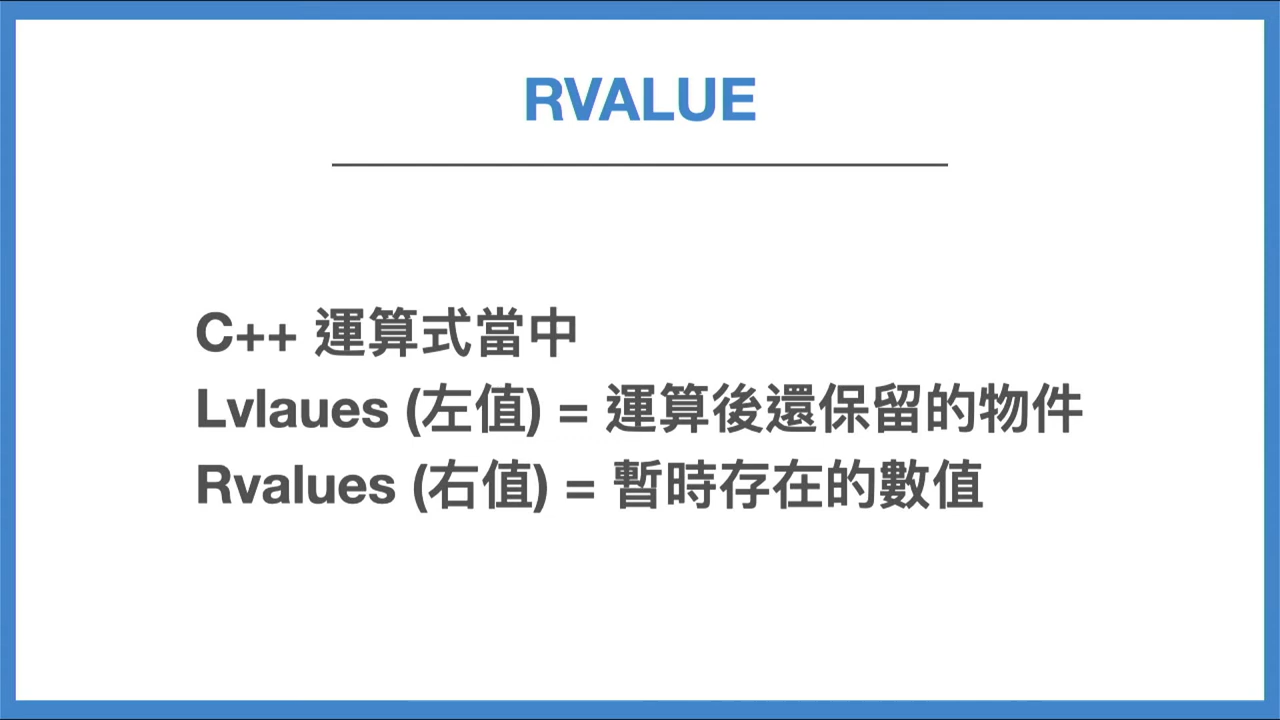 RVALUE
C++ 運算式當中
Lvlaues (左值) = 運算後還保留的物件
Rvalues (右值) = 暫時存在的數值